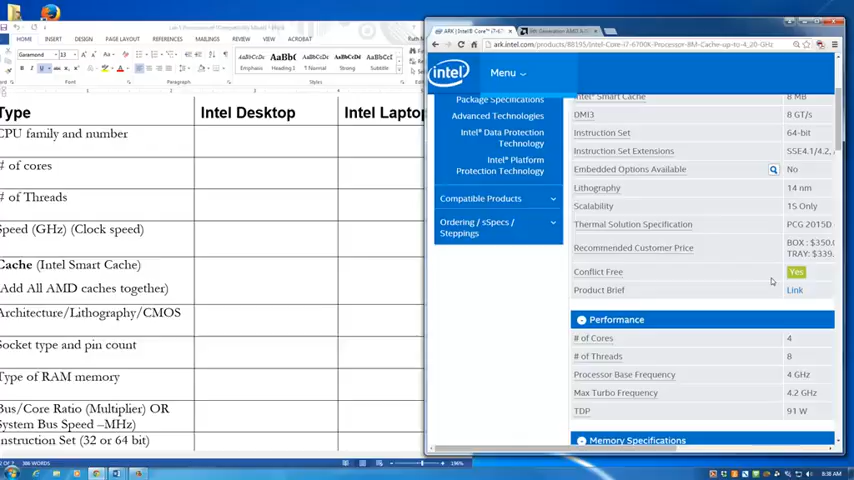 HOME
INSERT
DESIGN
PAGE LAYOUT
REFERENCES
MAILINGS
REVIEW
VIEW
ACROBAT
Garamond
13
AaBbCcDc
AaBb(
AaBbCcD
AaBbCcDc
Emphasis
Heading 1
Normal
Strong
Type
Intel Desktop
Intel Lapto
CPU family and number
# of cores
# of Threads
Speed (GHz) (Clock speed)
Cache (Intel Smart Cache)
Add All AMD caches together)
Architecture/Lithography/CMOS
Socket type and pin count
Type of RAM memory
Bus/Core Ratio (Multiplier) OR
System Bus Speed –MHz)
Instruction Set (32 or 64 bit)
386 WORDS
196%
ark.intel.com/products/88195/Intel-Core-i7-6700K-Processor-8M-Cache-up-to-4_20-GHz
intel
Menu
Package Specifications
Advanced Technologies
Intel® Data Protection
Technology
Intel® Platform
Protection Technology
Compatible Products
Ordering / sSpecs /
Steppings
Intel® Smart Cache 8 MB
DMI3 8 GT/s
Instruction Set 64-bit
Instruction Set Extensions SSE4.1/4.2,
Embedded Options Available No
Lithography 14 nm
Scalability 1S Only
Thermal Solution Specification PCG 2015D
Recommended Customer Price
BOX : $350.0
TRAY: $339.
Conflict Free Yes
Product Brief Link
Performance
# of Cores 4
# of Threads 8
Processor Base Frequency 4 GHz
Max Turbo Frequency 4.2 GHz
TDP 91 W
Memory Specifications
8:38 AM